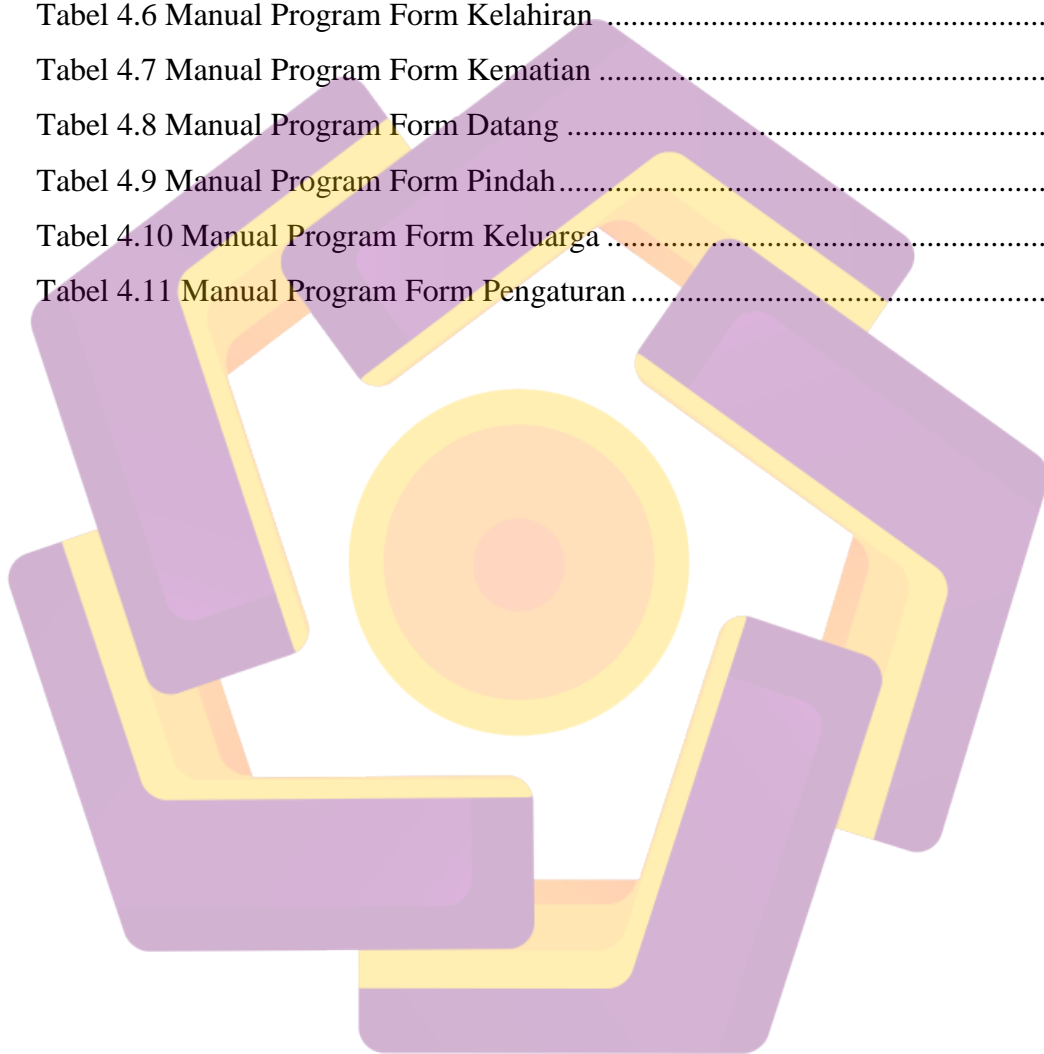 Tabel 4.6 Manual Program Form Kelahiran ......................................................
Tabel 4.7 Manual Program Form Kematian .......................................................
Tabel 4.8 Manual Program Form Datang ...........................................................
Tabel 4.9 Manual Program Form Pindah............................................................
Tabel 4.10 Manual Program Form Keluarga ......................................................
Tabel 4.11 Manual Program Form Pengaturan ...................................................